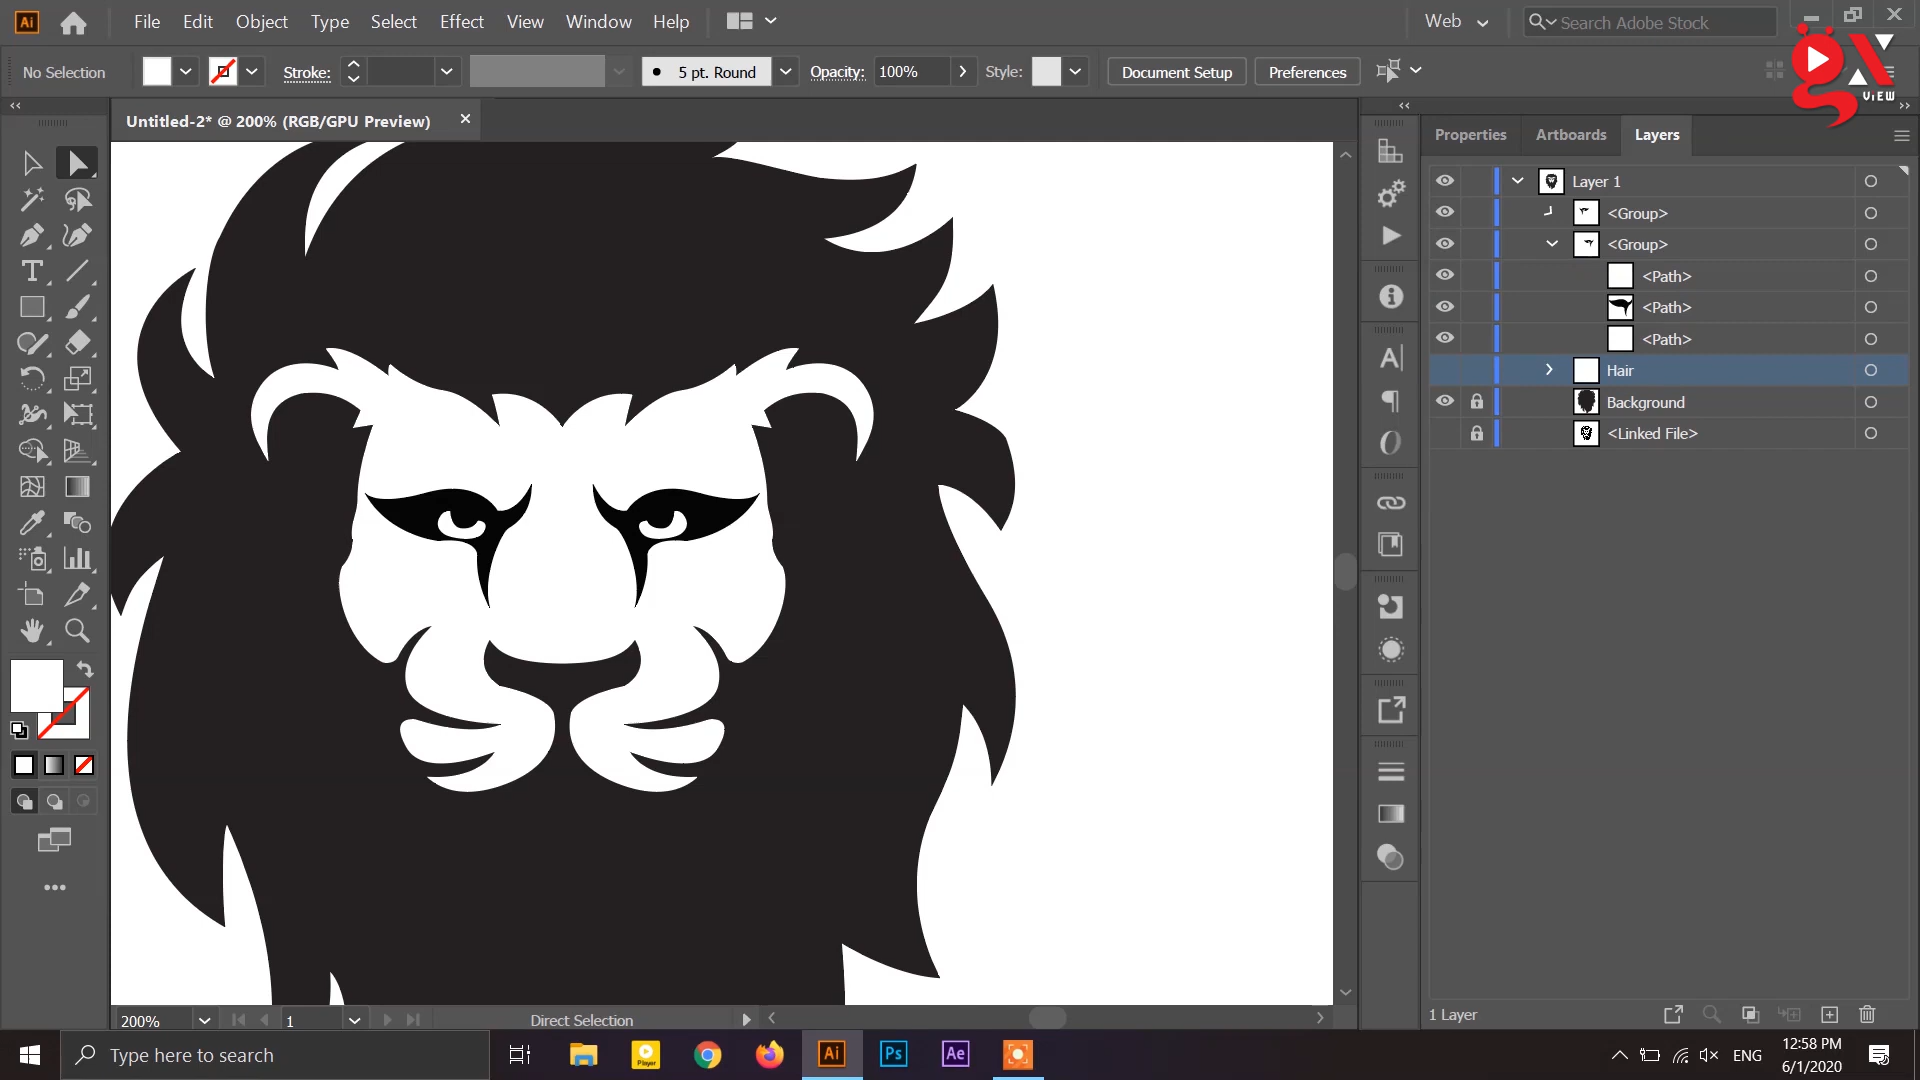 Ai File Edit Object Type Select Effect View Window Help Web Search Adobe Stock
No Selection Stroke: 5 pt. Round Opacity: 100% Style: Document Setup Preferences
gx VIEW
Untitled-2* @ 200% (RGB/GPU Preview)
Properties Artboards Layers
Layer 1
<Group>
<Group>
<Path>
<Path>
<Path>
Hair
Background
<Linked File>
200% 1 Direct Selection
1 Layer
Type here to search
Player
Ai Ps Ae
ENG
12:58 PM
6/1/2020